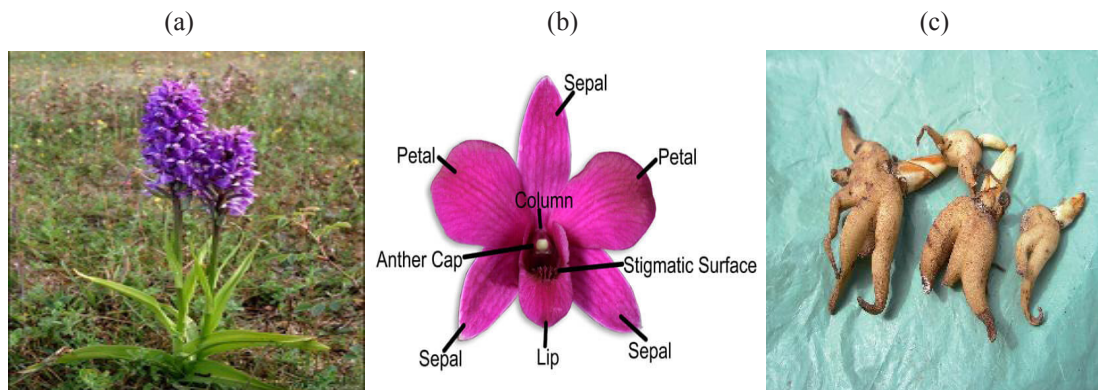 (a)
(b)
(c)
Sepal
Petal
Petal
Column
Anther Cap
Stigmatic Surface
Sepal
Lip
Sepal